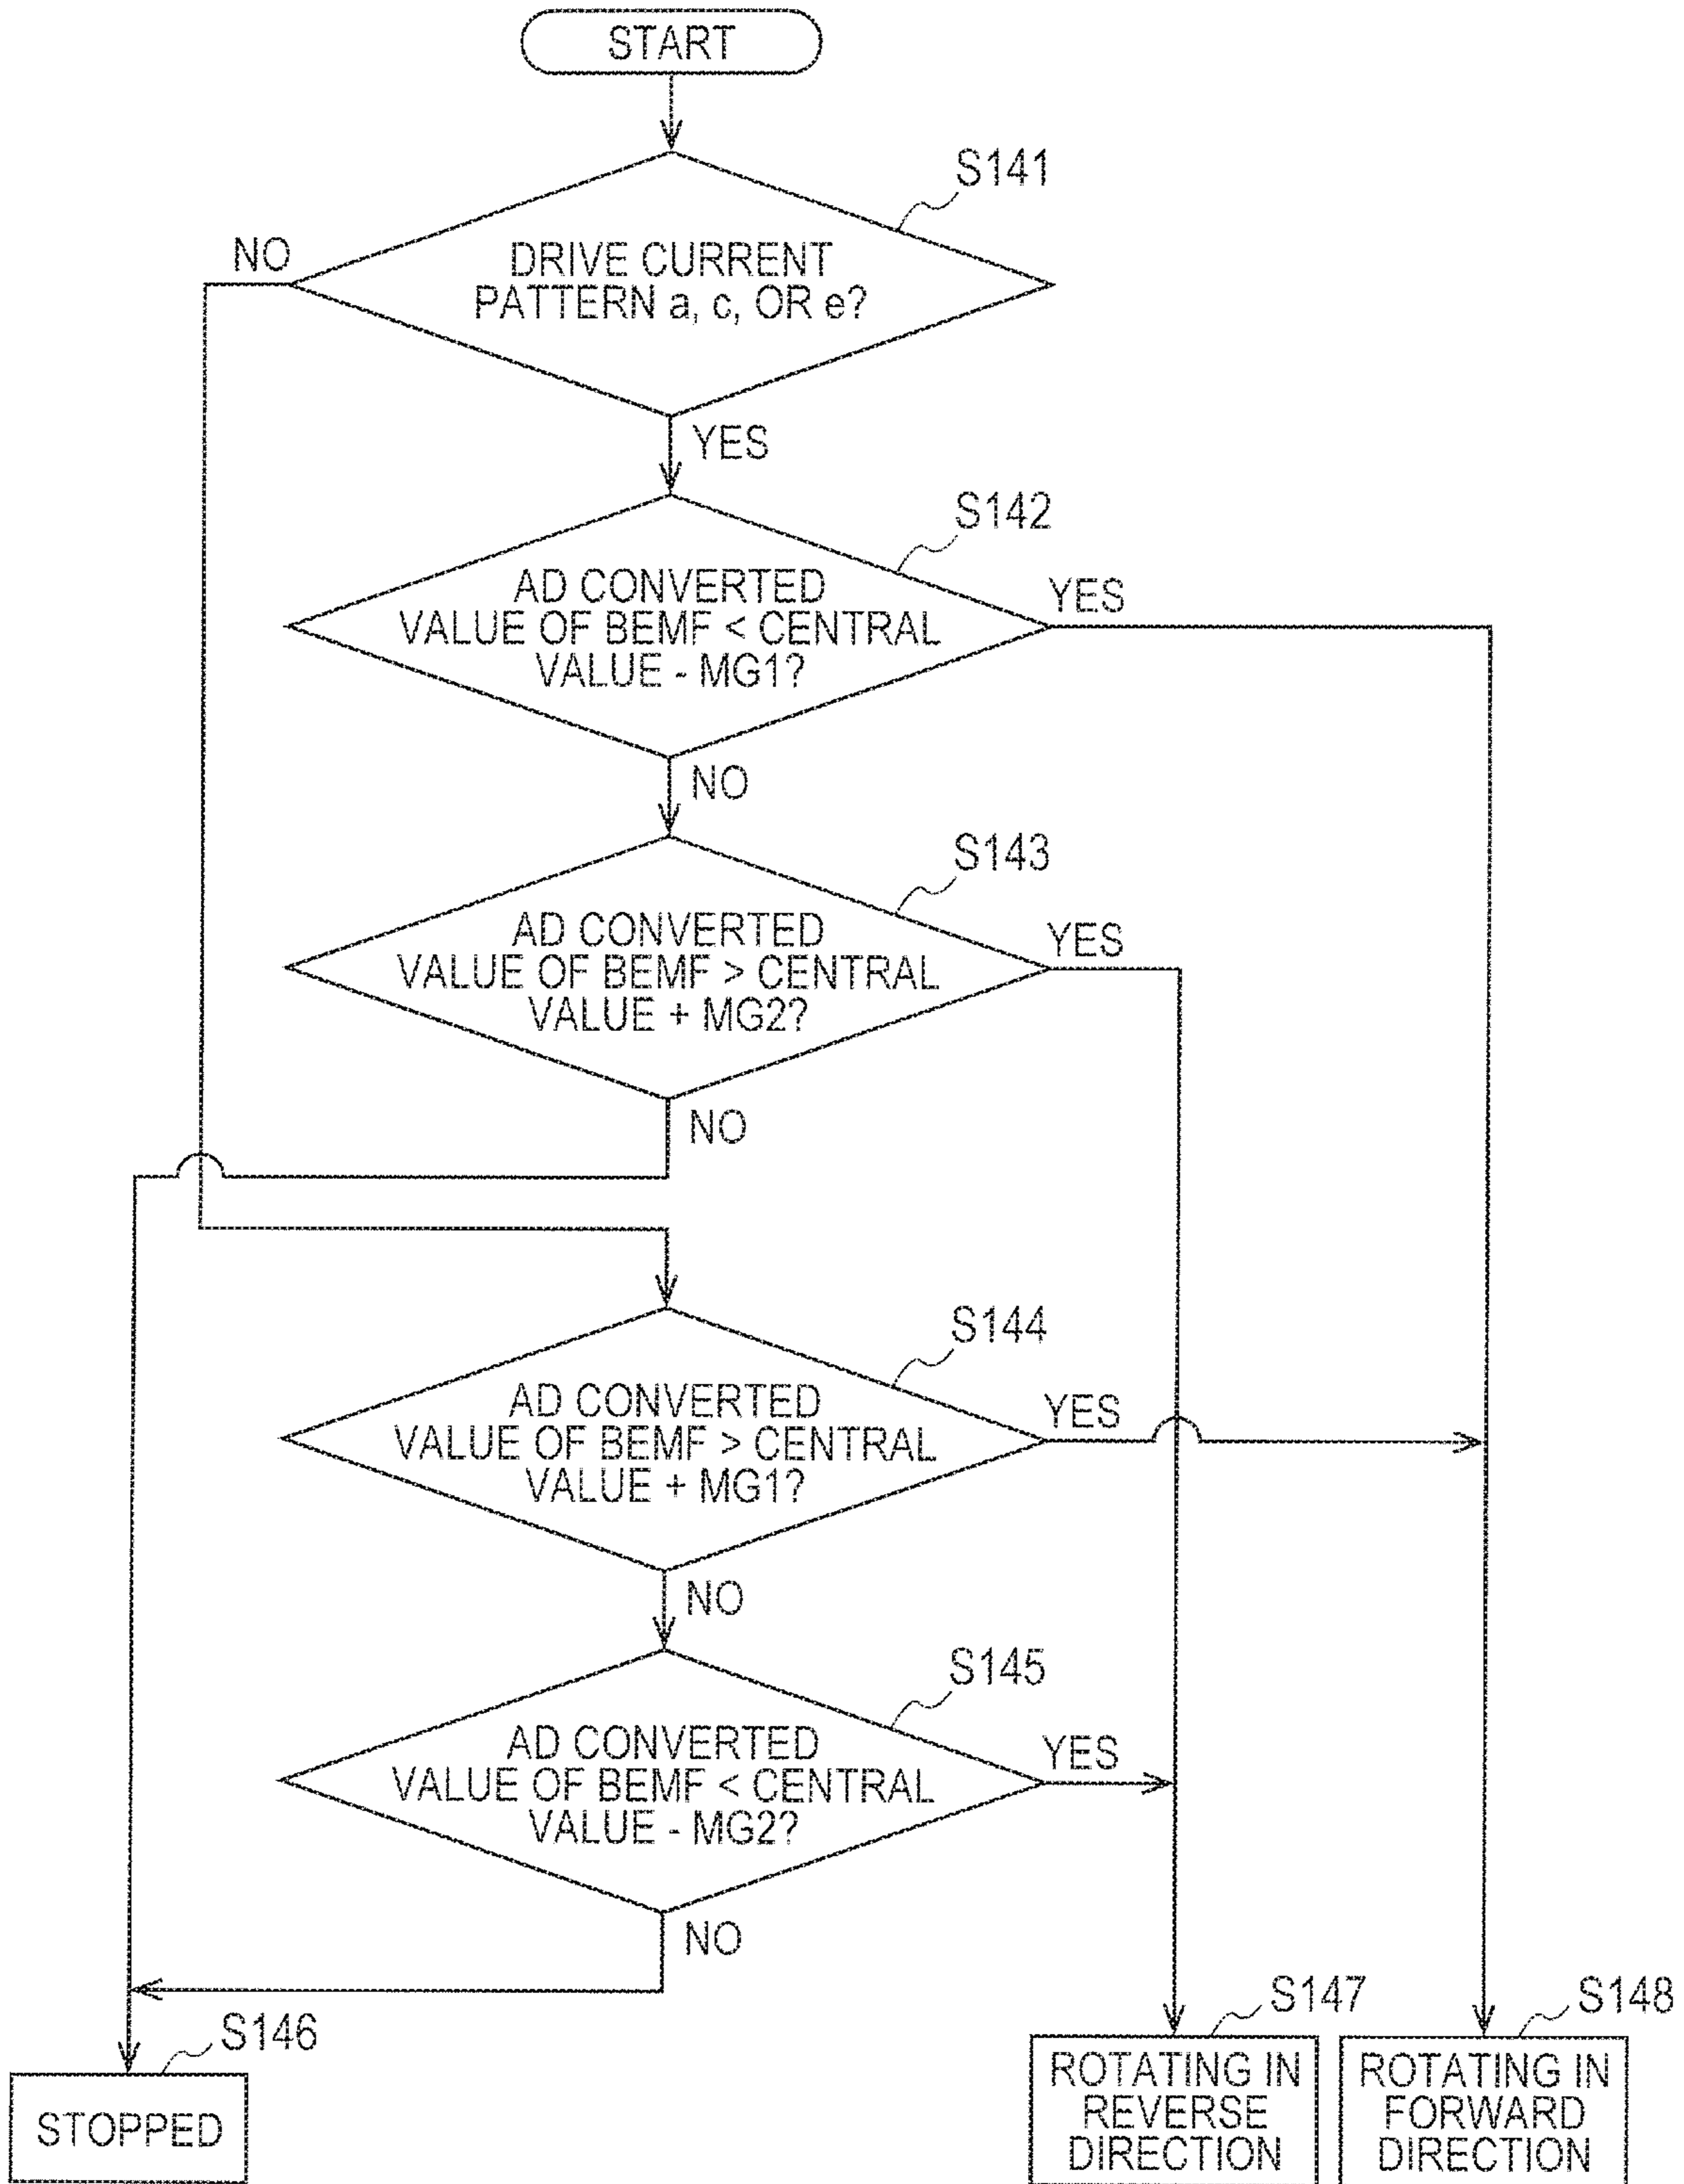 START
S141
NO
DRIVE CURRENT
PATTERN a, c, OR e?
YES
S142
AD CONVERTED
VALUE OF BEMF < CENTRAL
VALUE - MG1?
YES
NO
S143
AD CONVERTED
VALUE OF BEMF > CENTRAL
VALUE + MG2?
YES
NO
S144
AD CONVERTED
VALUE OF BEMF > CENTRAL
VALUE + MG1?
YES
NO
S145
AD CONVERTED
VALUE OF BEMF < CENTRAL
VALUE - MG2?
YES
NO
S146
STOPPED
S147
ROTATING IN
REVERSE
DIRECTION
S148
ROTATING IN
FORWARD
DIRECTION